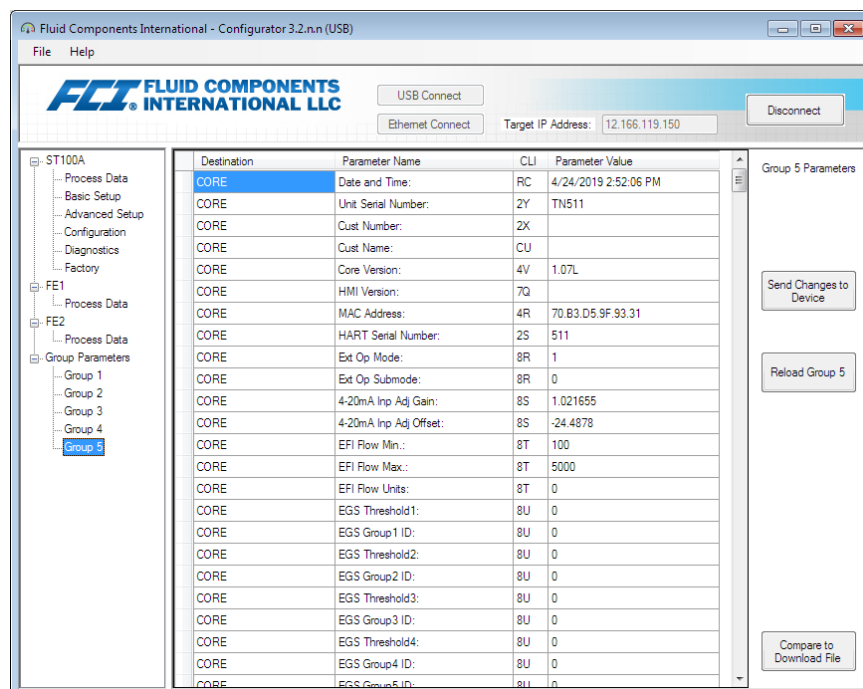 Fluid Components International - Configurator 3.2.n.n (USB)
File Help
FCI. FLUID COMPONENTS
® INTERNATIONAL LLC
USB Connect
Ethernet Connect Target IP Address: 12.166.119.150
Disconnect
ST100A
Process Data
Basic Setup
Advanced Setup
Configuration
Diagnostics
Factory
FE1
Process Data
FE2
Process Data
Group Parameters
Group 1
Group 2
Group 3
Group 4
Group 5
Destination Parameter Name CLI Parameter Value
CORE Date and Time: RC 4/24/2019 2:52:06 PM
CORE Unit Serial Number: 2Y TN511
CORE Cust Number: 2X
CORE Cust Name: CU
CORE Core Version: 4V 1.07L
CORE HMI Version: 7Q
CORE MAC Address: 4R 70.B3.D5.9F.93.31
CORE HART Serial Number: 2S 511
CORE Ext Op Mode: 8R 1
CORE Ext Op Submode: 8R 0
CORE 4-20mA Inp Adj Gain: 8S 1.021655
CORE 4-20mA Inp Adj Offset: 8S -24.4878
CORE EFI Flow Min.: 8T 100
CORE EFI Flow Max.: 8T 5000
CORE EFI Flow Units: 8T 0
CORE EGS Threshold1: 8U 0
CORE EGS Group1 ID: 8U 0
CORE EGS Threshold2: 8U 0
CORE EGS Group2 ID: 8U 0
CORE EGS Threshold3: 8U 0
CORE EGS Group3 ID: 8U 0
CORE EGS Threshold4: 8U 0
CORE EGS Group4 ID: 8U 0
CORE EGS Group5 ID: 8U 0
Group 5 Parameters
Send Changes to
Device
Reload Group 5
Compare to
Download File